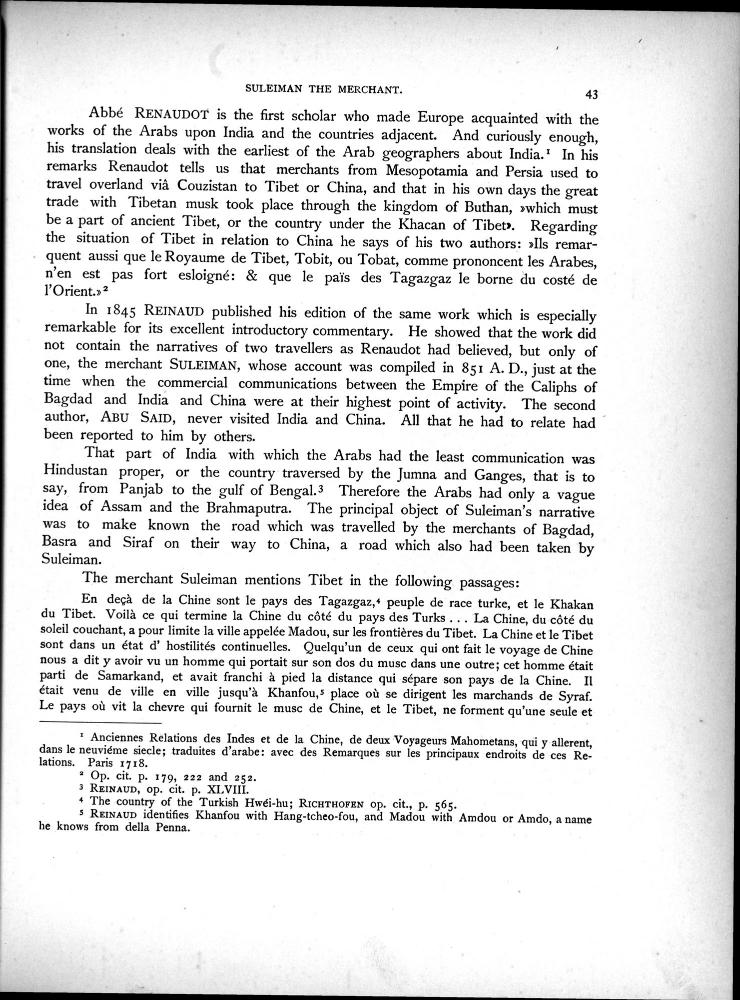 SULEIMAN THE MERCHANT.
43
Abbé RENAUDOT is the first scholar who made Europe acquainted with the
works of the Arabs upon India and the countries adjacent. And curiously enough,
his translation deals with the earliest of the Arab geographers about India.¹ In his
remarks Renaudot tells us that merchants from Mesopotamia and Persia used to
travel overland viâ Couzistan to Tibet or China, and that in his own days the great
trade with Tibetan musk took place through the kingdom of Buthan, »which must
be a part of ancient Tibet, or the country under the Khacan of Tibet». Regarding
the situation of Tibet in relation to China he says of his two authors: »Ils remar-
quent aussi que le Royaume de Tibet, Tobit, ou Tobat, comme prononcent les Arabes,
n'en est pas fort esloigné: & que le païs des Tagazgaz le borne du costé de
l'Orient.»²
In 1845 REINAUD published his edition of the same work which is especially
remarkable for its excellent introductory commentary. He showed that the work did
not contain the narratives of two travellers as Renaudot had believed, but only of
one, the merchant SULEIMAN, whose account was compiled in 851 A. D., just at the
time when the commercial communications between the Empire of the Caliphs of
Bagdad and India and China were at their highest point of activity. The second
author, ABU SAID, never visited India and China. All that he had to relate had
been reported to him by others.
That part of India with which the Arabs had the least communication was
Hindustan proper, or the country traversed by the Jumna and Ganges, that is to
say, from Panjab to the gulf of Bengal.³ Therefore the Arabs had only a vague
idea of Assam and the Brahmaputra. The principal object of Suleiman's narrative
was to make known the road which was travelled by the merchants of Bagdad,
Basra and Siraf on their way to China, a road which also had been taken by
Suleiman.
The merchant Suleiman mentions Tibet in the following passages:
En deçà de la Chine sont le pays des Tagazgaz,⁴ peuple de race turke, et le Khakan
du Tibet. Voilà ce qui termine la Chine du côté du pays des Turks . . . La Chine, du côté du
soleil couchant, a pour limite la ville appelée Madou, sur les frontières du Tibet. La Chine et le Tibet
sont dans un état d' hostilités continuelles. Quelqu'un de ceux qui ont fait le voyage de Chine
nous a dit y avoir vu un homme qui portait sur son dos du musc dans une outre; cet homme était
parti de Samarkand, et avait franchi à pied la distance qui sépare son pays de la Chine. Il
était venu de ville en ville jusqu'à Khanfou,⁵ place où se dirigent les marchands de Syraf.
Le pays où vit la chevre qui fournit le musc de Chine, et le Tibet, ne forment qu'une seule et
¹ Anciennes Relations des Indes et de la Chine, de deux Voyageurs Mahometans, qui y allerent,
dans le neuviéme siecle; traduites d'arabe: avec des Remarques sur les principaux endroits de ces Re-
lations. Paris 1718.
² Op. cit. p. 179, 222 and 252.
³ REINAUD, op. cit. p. XLVIII.
⁴ The country of the Turkish Hwéi-hu; RICHTHOFEN op. cit., p. 565.
⁵ REINAUD identifies Khanfou with Hang-tcheo-fou, and Madou with Amdou or Amdo, a name
he knows from della Penna.